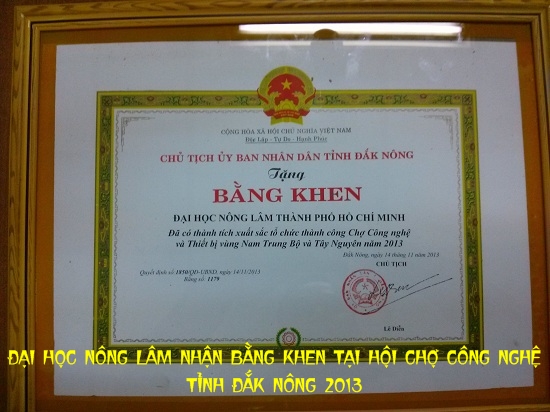 CỘNG HÒA XÃ HỘI CHỦ NGHĨA VIỆT NAM
Độc Lập - Tự Do - Hạnh Phúc
CHỦ TỊCH ỦY BAN NHÂN DÂN TỈNH ĐẮK NÔNG
Tặng
BẰNG KHEN
ĐẠI HỌC NÔNG LÂM THÀNH PHỐ HỒ CHÍ MINH
Đã có thành tích xuất sắc tổ chức thành công Chợ Công nghệ
và Thiết bị vùng Nam Trung Bộ và Tây Nguyên năm 2013
Đắk Nông, ngày 14 tháng 11 năm 2013
CHỦ TỊCH
Quyết định số: 1850/QĐ-UBND, ngày 14/11/2013
Bảng số: 1179
Lê Diễn
ĐẠI HỌC NÔNG LÂM NHẬN BẰNG KHEN TẠI HỘI CHỢ CÔNG NGHỆ
TỈNH ĐẮK NÔNG 2013